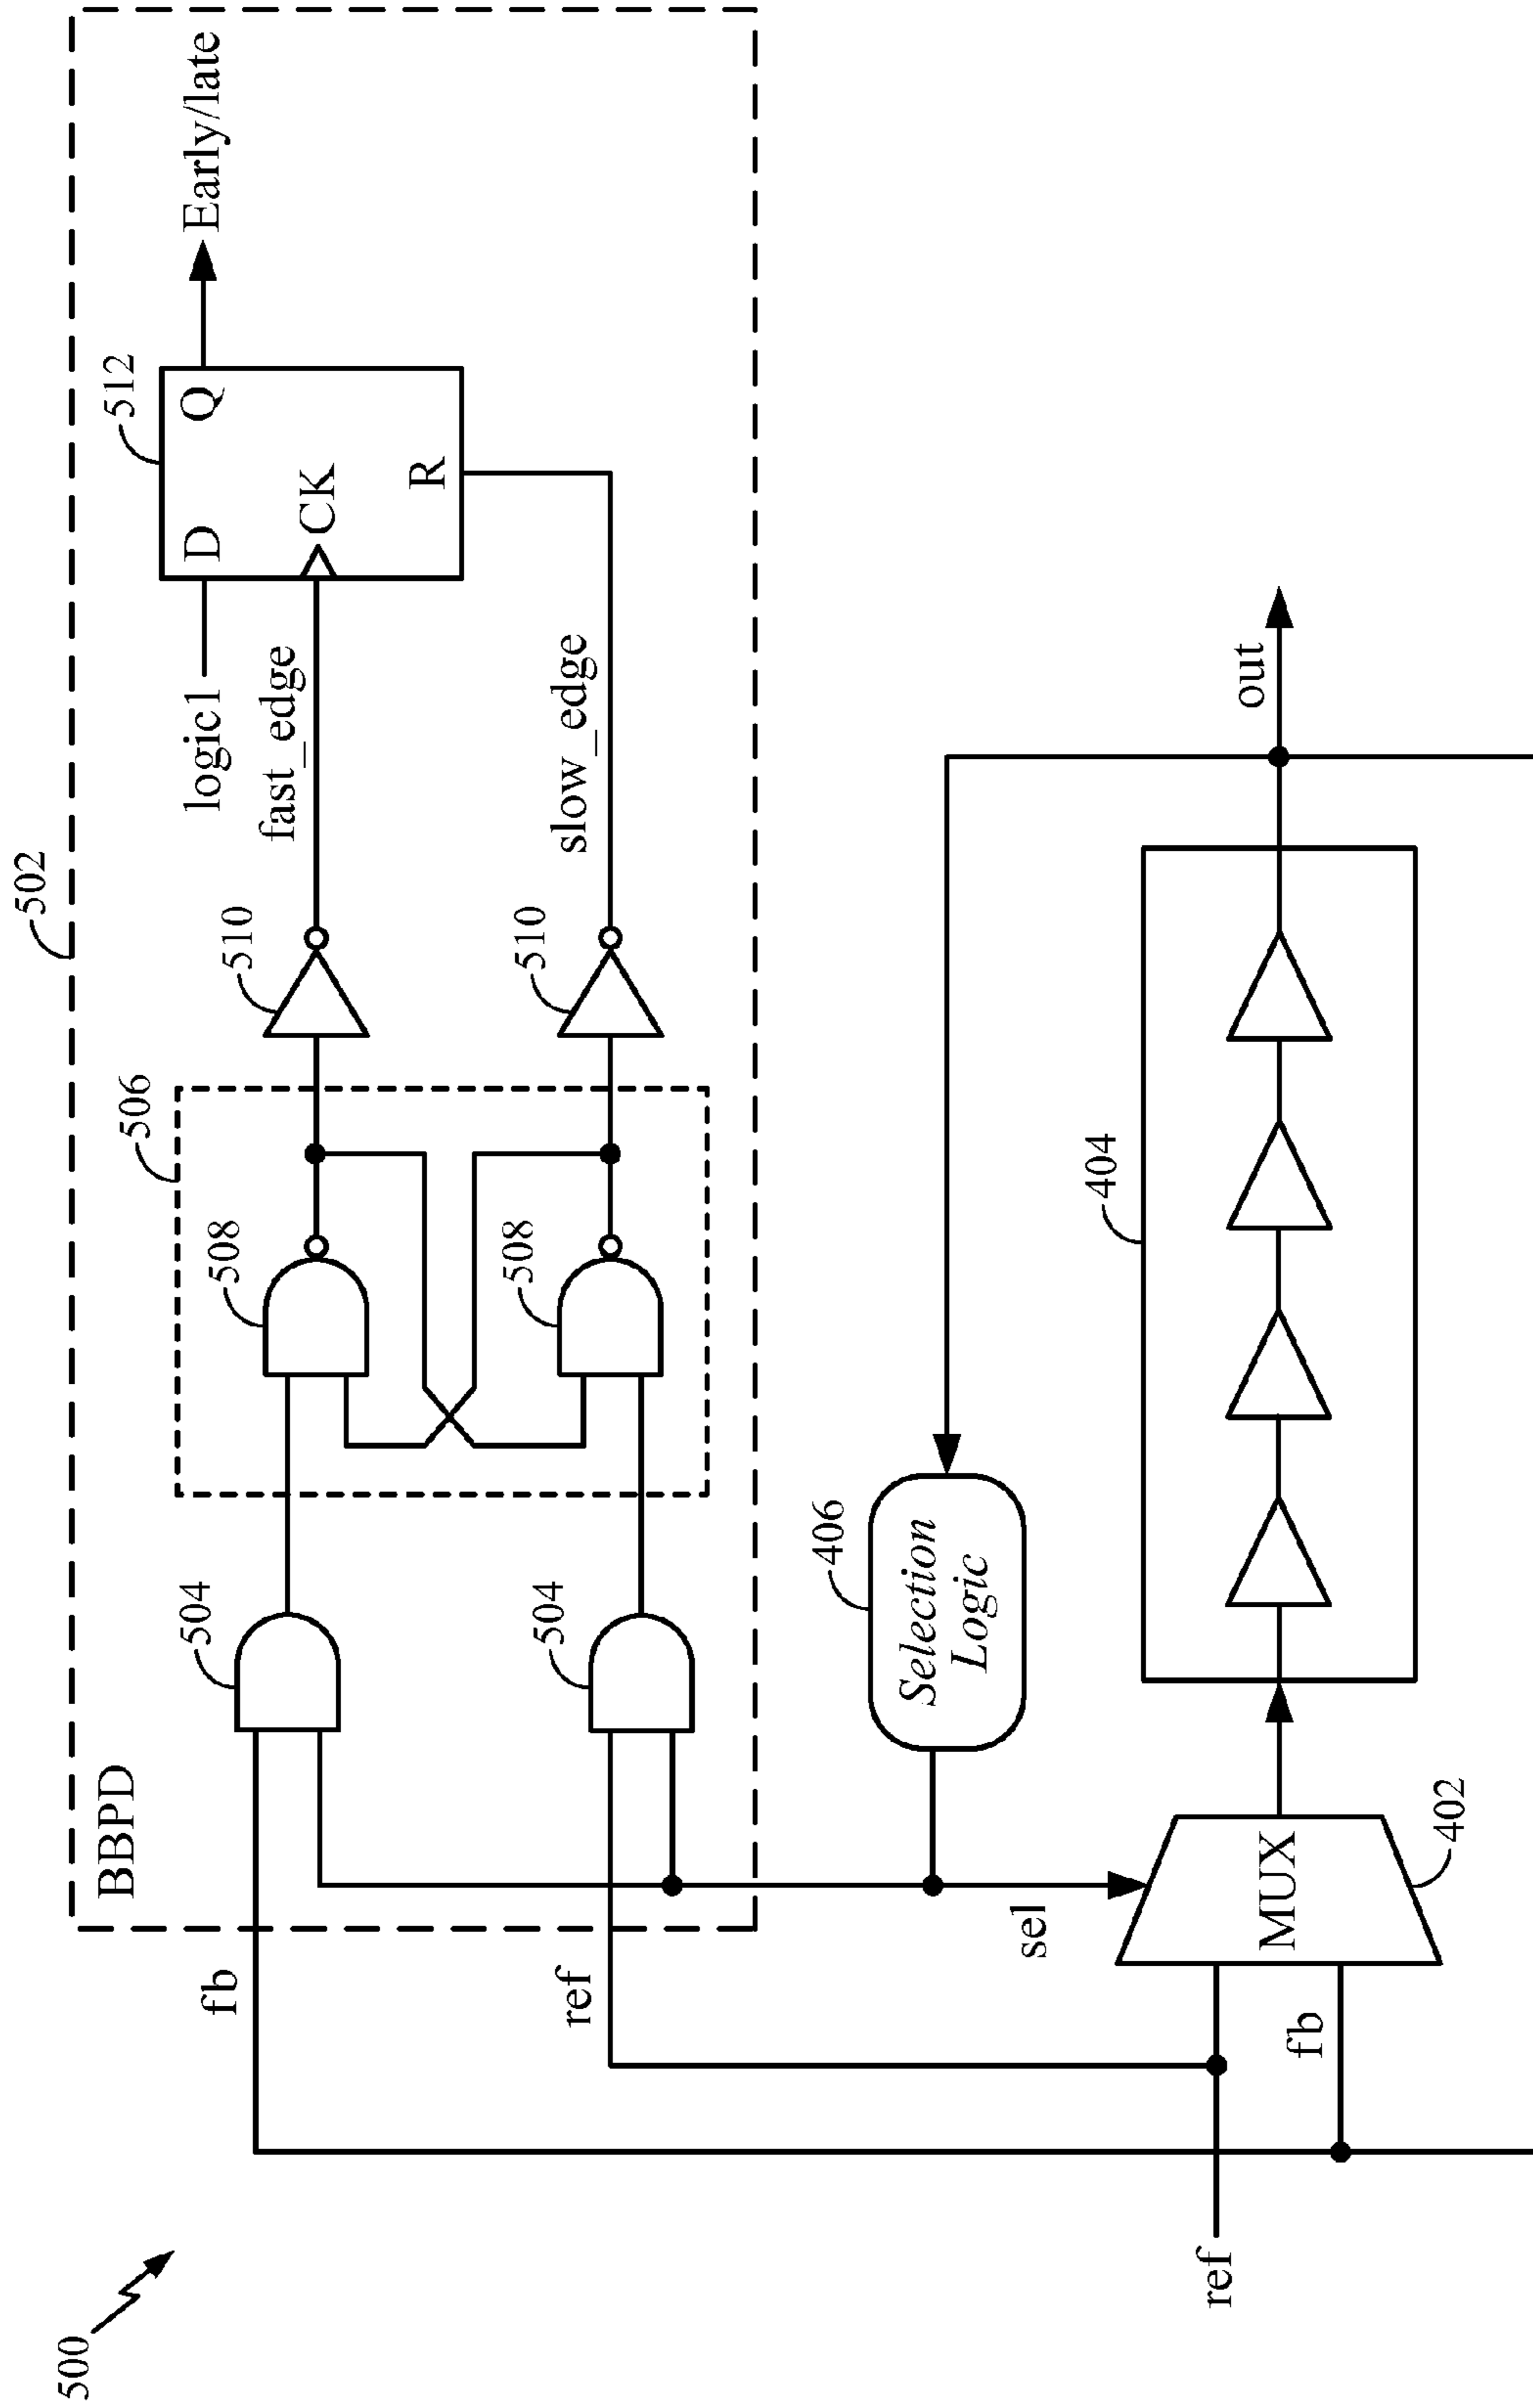 500
502
BBPD
fb
504
506
508
510
fast_edge
logic1
D
Q
CK
R
512
Early/late
ref
504
508
510
slow_edge
406
Selection
Logic
sel
ref
fb
MUX
402
404
out